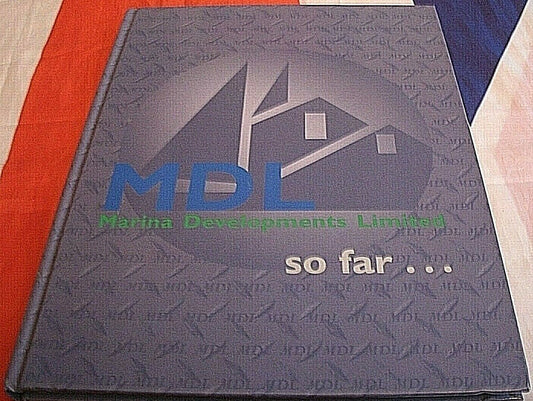 MDL
Marina Developments Limited
so far . . .